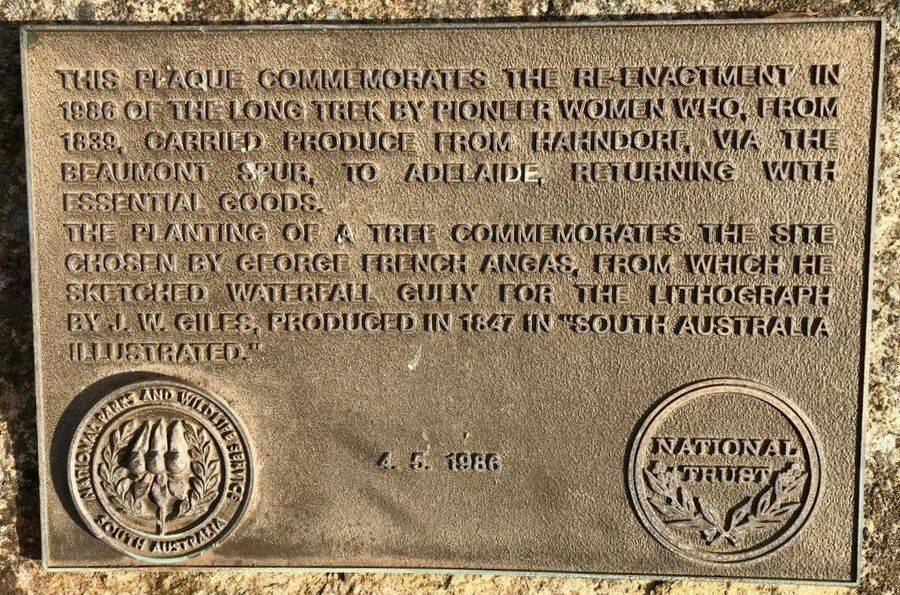 THIS PLAQUE COMMEMORATES THE RE-ENACTMENT IN
1986 OF THE LONG TREK BY PIONEER WOMEN WHO, FROM
1839, CARRIED PRODUCE FROM HAHNDORF, VIA THE
BEAUMONT SPUR, TO ADELAIDE, RETURNING WITH
ESSENTIAL GOODS.
THE PLANTING OF A TREE COMMEMORATES THE SITE
CHOSEN BY GEORGE FRENCH ANGAS, FROM WHICH HE
SKETCHED WATERFALL GULLY FOR THE LITHOGRAPH
BY J. W. GILES, PRODUCED IN 1847 IN "SOUTH AUSTRALIA
ILLUSTRATED."
NATIONAL PARKS AND WILDLIFE SERVICE
SOUTH AUSTRALIA
4. 5. 1986
NATIONAL
TRUST